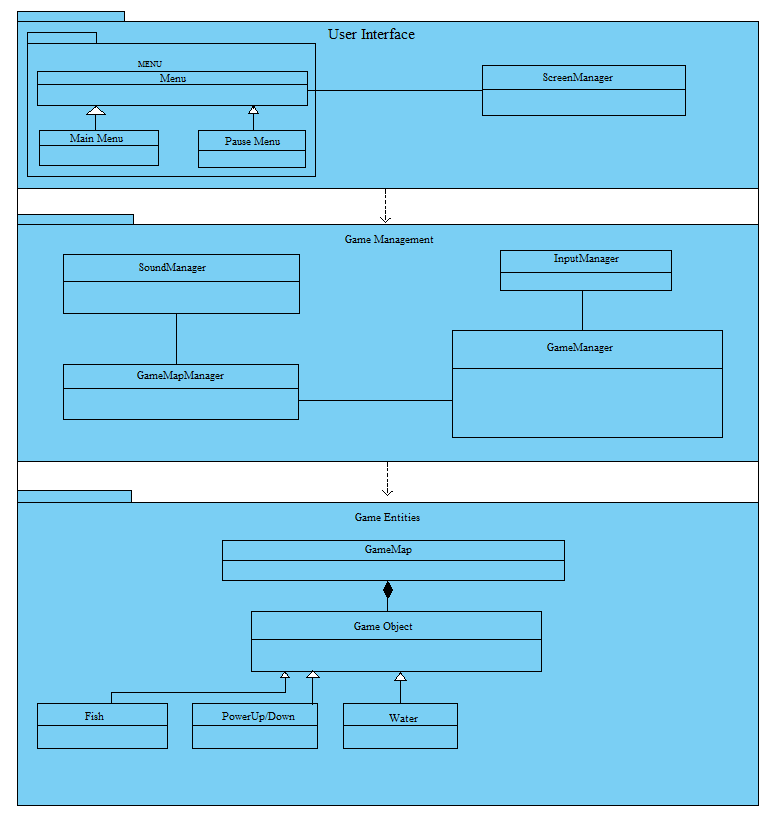 User Interface
MENU
Menu
ScreenManager
Main Menu
Pause Menu
Game Management
SoundManager
InputManager
GameManager
GameMapManager
Game Entities
GameMap
Game Object
Fish
PowerUp/Down
Water